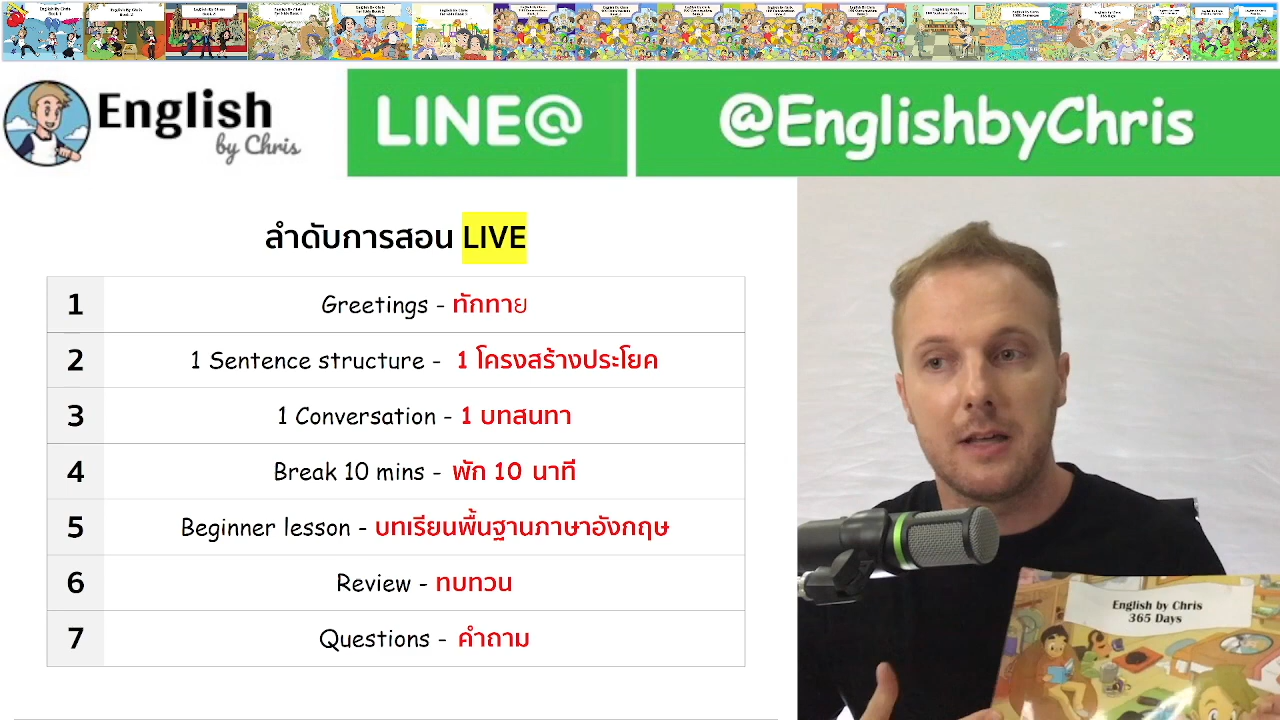 English
by Chris
LINE@
@EnglishbyChris
ลำดับการสอน LIVE
1 Greetings - ทักทาย
2 1 Sentence structure - 1 โครงสร้างประโยค
3 1 Conversation - 1 บทสนทา
4 Break 10 mins - พัก 10 นาที
5 Beginner lesson - บทเรียนพื้นฐานภาษาอังกฤษ
6 Review - ทบทวน
7 Questions - คำถาม
English by Chris
365 Days